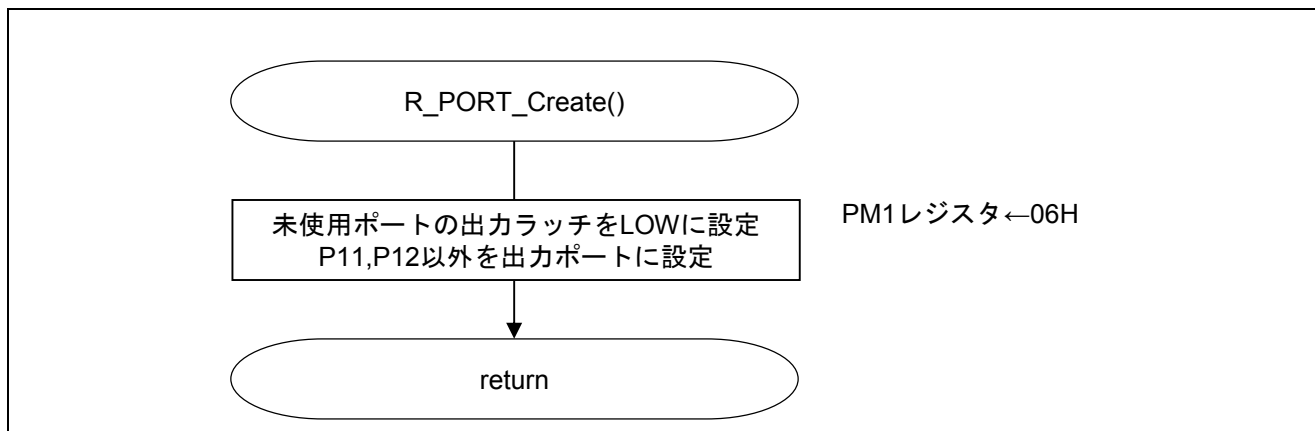 R_PORT_Create()
未使用ポートの出力ラッチをLOWに設定
P11,P12以外を出力ポートに設定
PM1レジスタ←06H
return